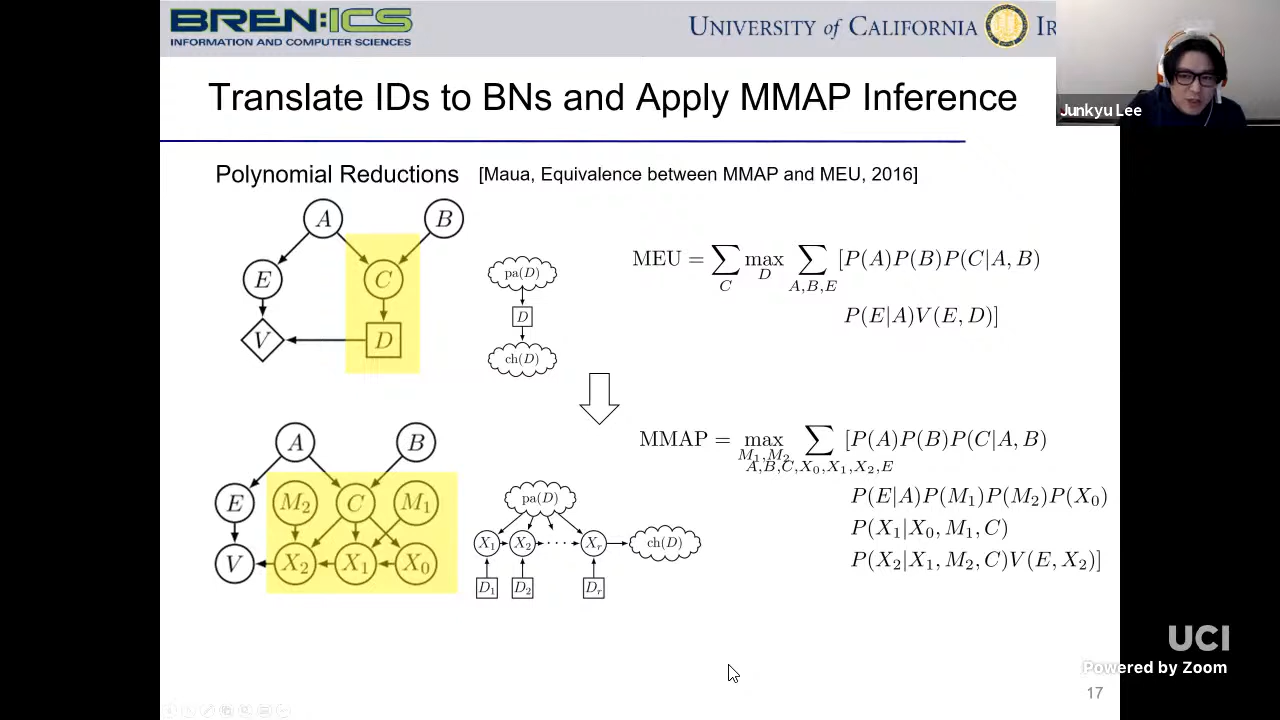 BREN:ICS
INFORMATION AND COMPUTER SCIENCES
UNIVERSITY of CALIFORNIA IR
Junkyu Lee
Translate IDs to BNs and Apply MMAP Inference
Polynomial Reductions [Maua, Equivalence between MMAP and MEU, 2016]
A B
E C
V D
pa(D)
D
ch(D)
MEU = ∑_C max_D ∑_{A,B,E} [P(A)P(B)P(C|A,B)
P(E|A)V(E,D)]
A B
E M₂ C M₁
V X₂ X₁ X₀
pa(D)
X₁ X₂ ··· X_r ch(D)
D₁ D₂ D_r
MMAP = max_{M₁,M₂} ∑_{A,B,C,X₀,X₁,X₂,E} [P(A)P(B)P(C|A,B)
P(E|A)P(M₁)P(M₂)P(X₀)
P(X₁|X₀,M₁,C)
P(X₂|X₁,M₂,C)V(E,X₂)]
UCI
Powered by Zoom
17